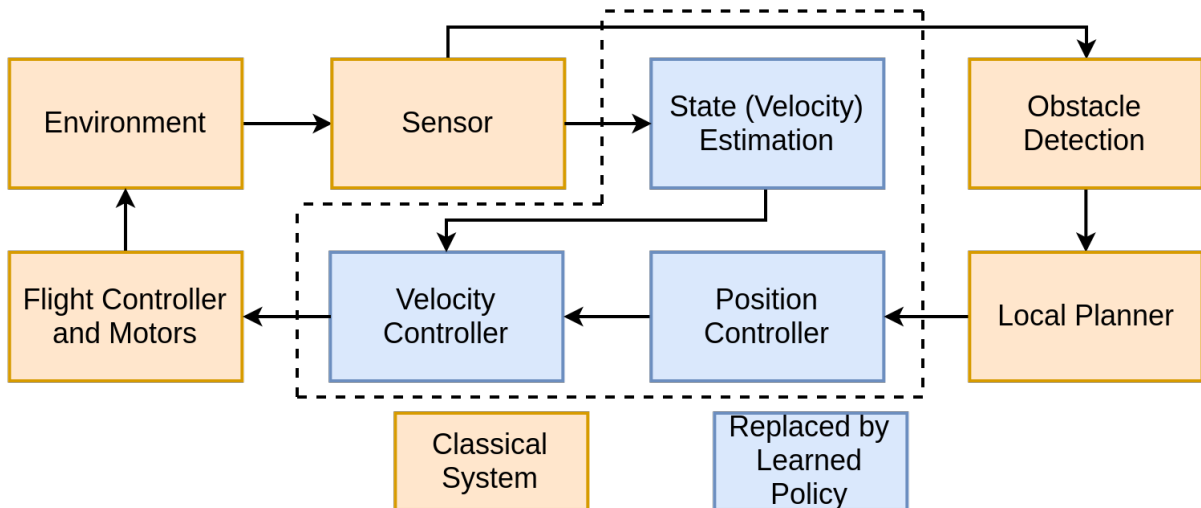 Environment
Sensor
State (Velocity)
Estimation
Obstacle
Detection
Flight Controller
and Motors
Velocity
Controller
Position
Controller
Local Planner
Classical
System
Replaced by
Learned
Policy